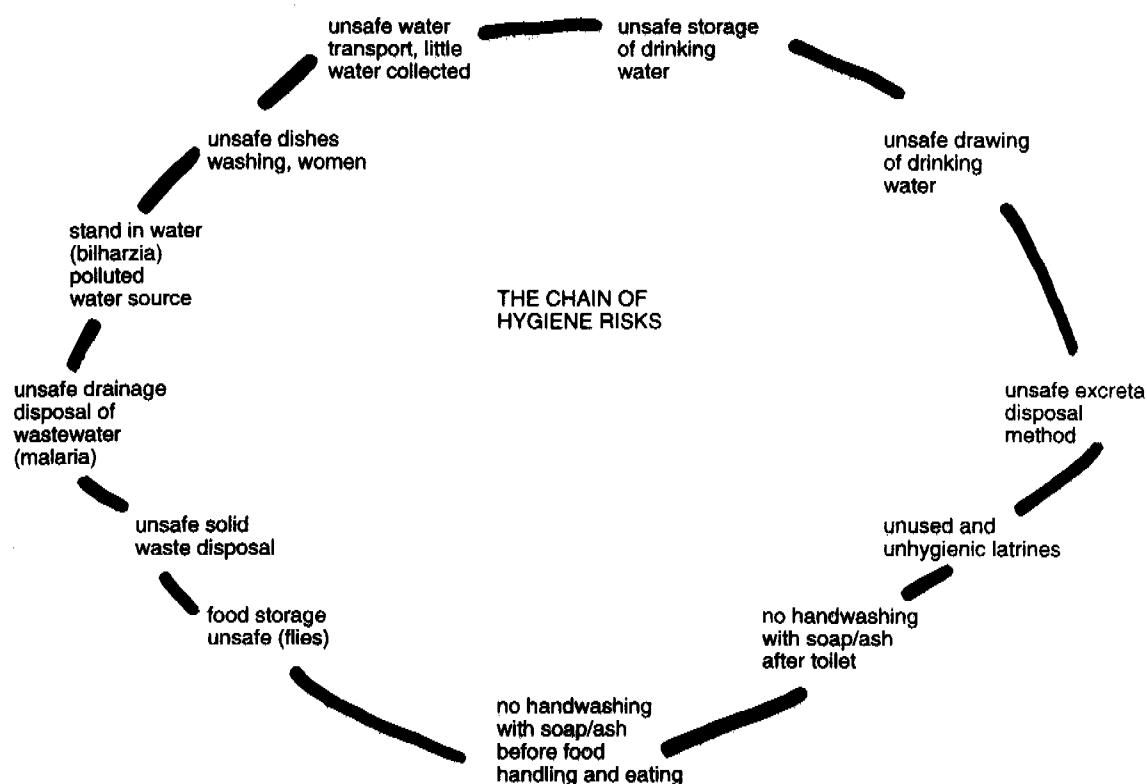 unsafe water
transport, little
water collected
unsafe storage
of drinking
water
unsafe drawing
of drinking
water
unsafe excreta
disposal
method
unused and
unhygienic latrines
no handwashing
with soap/ash
after toilet
no handwashing
with soap/ash
before food
handling and eating
food storage
unsafe (flies)
unsafe solid
waste disposal
unsafe drainage
disposal of
wastewater
(malaria)
stand in water
(bilharzia)
polluted
water source
unsafe dishes
washing, women
THE CHAIN OF
HYGIENE RISKS